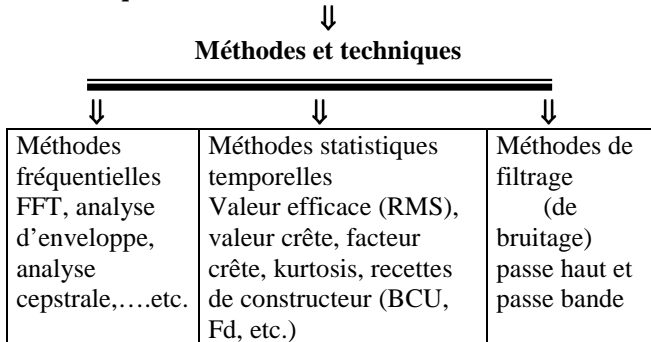 Méthodes et techniques
Méthodes
fréquentielles
FFT, analyse
d'enveloppe,
analyse
cepstrale,….etc.
Méthodes statistiques
temporelles
Valeur efficace (RMS),
valeur crête, facteur
crête, kurtosis, recettes
de constructeur (BCU,
Fd, etc.)
Méthodes de
filtrage
(de
bruitage)
passe haut et
passe bande